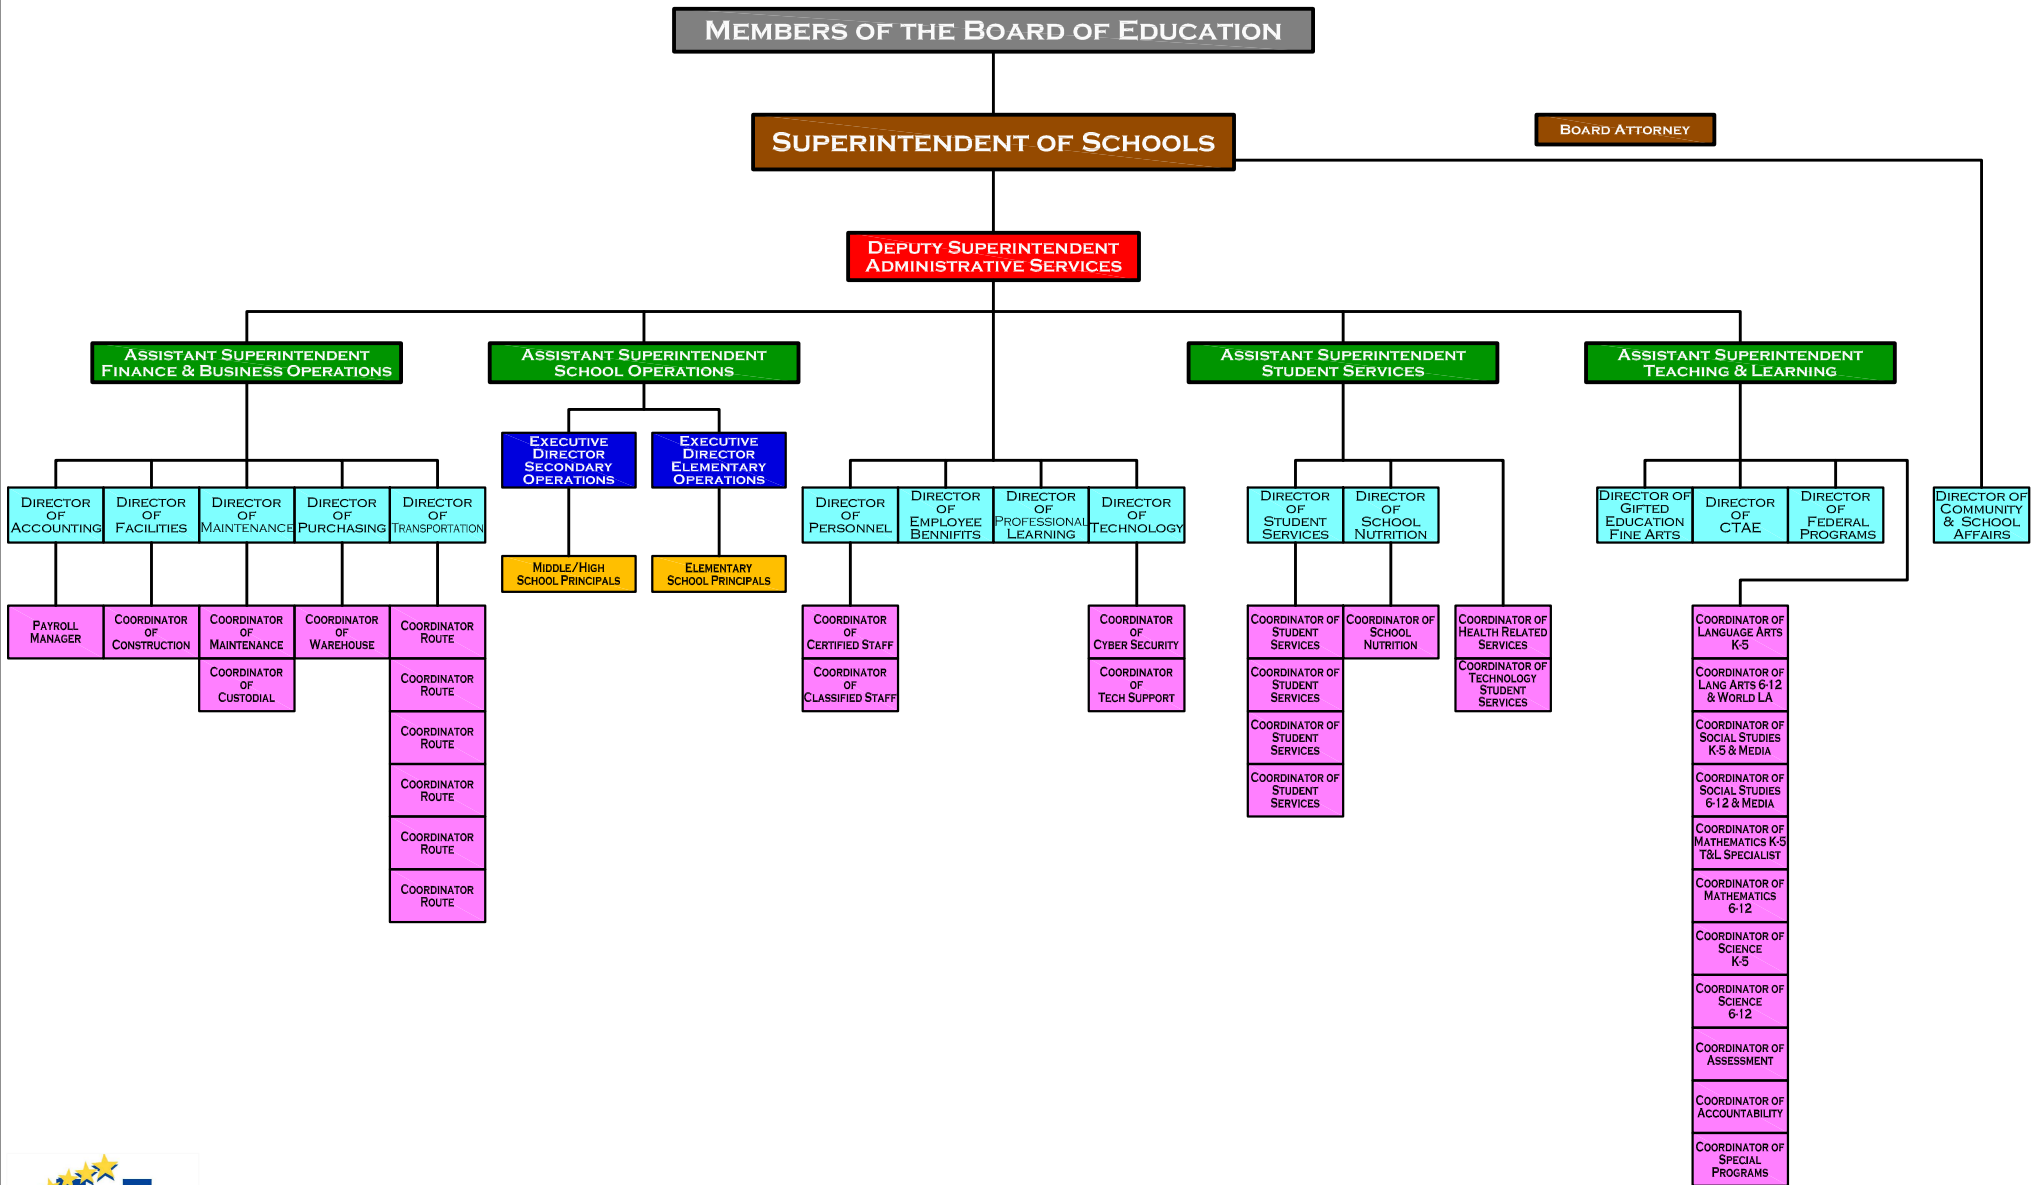 Members of the Board of Education
Superintendent of Schools
Board Attorney
Deputy Superintendent
Administrative Services
Assistant Superintendent
Finance & Business Operations
Assistant Superintendent
School Operations
Assistant Superintendent
Student Services
Assistant Superintendent
Teaching & Learning
Executive
Director
Secondary
Operations
Executive
Director
Elementary
Operations
Director
of
Accounting
Director
of
Facilities
Director
of
Maintenance
Director
of
Purchasing
Director
of
Transportation
Director
of
Personnel
Director
of
Employee
Bennifits
Director
of
Professional
Learning
Director
of
Technology
Director
of
Student
Services
Director
of
School
Nutrition
Director of
Gifted
Education
Fine Arts
Director
of
CTAE
Director
of
Federal
Programs
Director of
Community
& School
Affairs
Middle/High
School Principals
Elementary
School Principals
Payroll
Manager
Coordinator
of
Construction
Coordinator
of
Maintenance
Coordinator
of
Warehouse
Coordinator
Route
Coordinator
of
Certified Staff
Coordinator
of
Cyber Security
Coordinator of
Student
Services
Coordinator of
School
Nutrition
Coordinator of
Health Related
Services
Coordinator of
Language Arts
K-5
Coordinator
of
Custodial
Coordinator
Route
Coordinator
of
Classified Staff
Coordinator
of
Tech Support
Coordinator of
Student
Services
Coordinator of
Technology
Student
Services
Coordinator of
Lang Arts 6-12
& World LA
Coordinator
Route
Coordinator of
Student
Services
Coordinator of
Social Studies
K-5 & Media
Coordinator
Route
Coordinator of
Student
Services
Coordinator of
Social Studies
6-12 & Media
Coordinator
Route
Coordinator of
Mathematics K-5
T&L Specialist
Coordinator
Route
Coordinator of
Mathematics
6-12
Coordinator of
Science
K-5
Coordinator of
Science
6-12
Coordinator of
Assessment
Coordinator of
Accountability
Coordinator of
Special
Programs